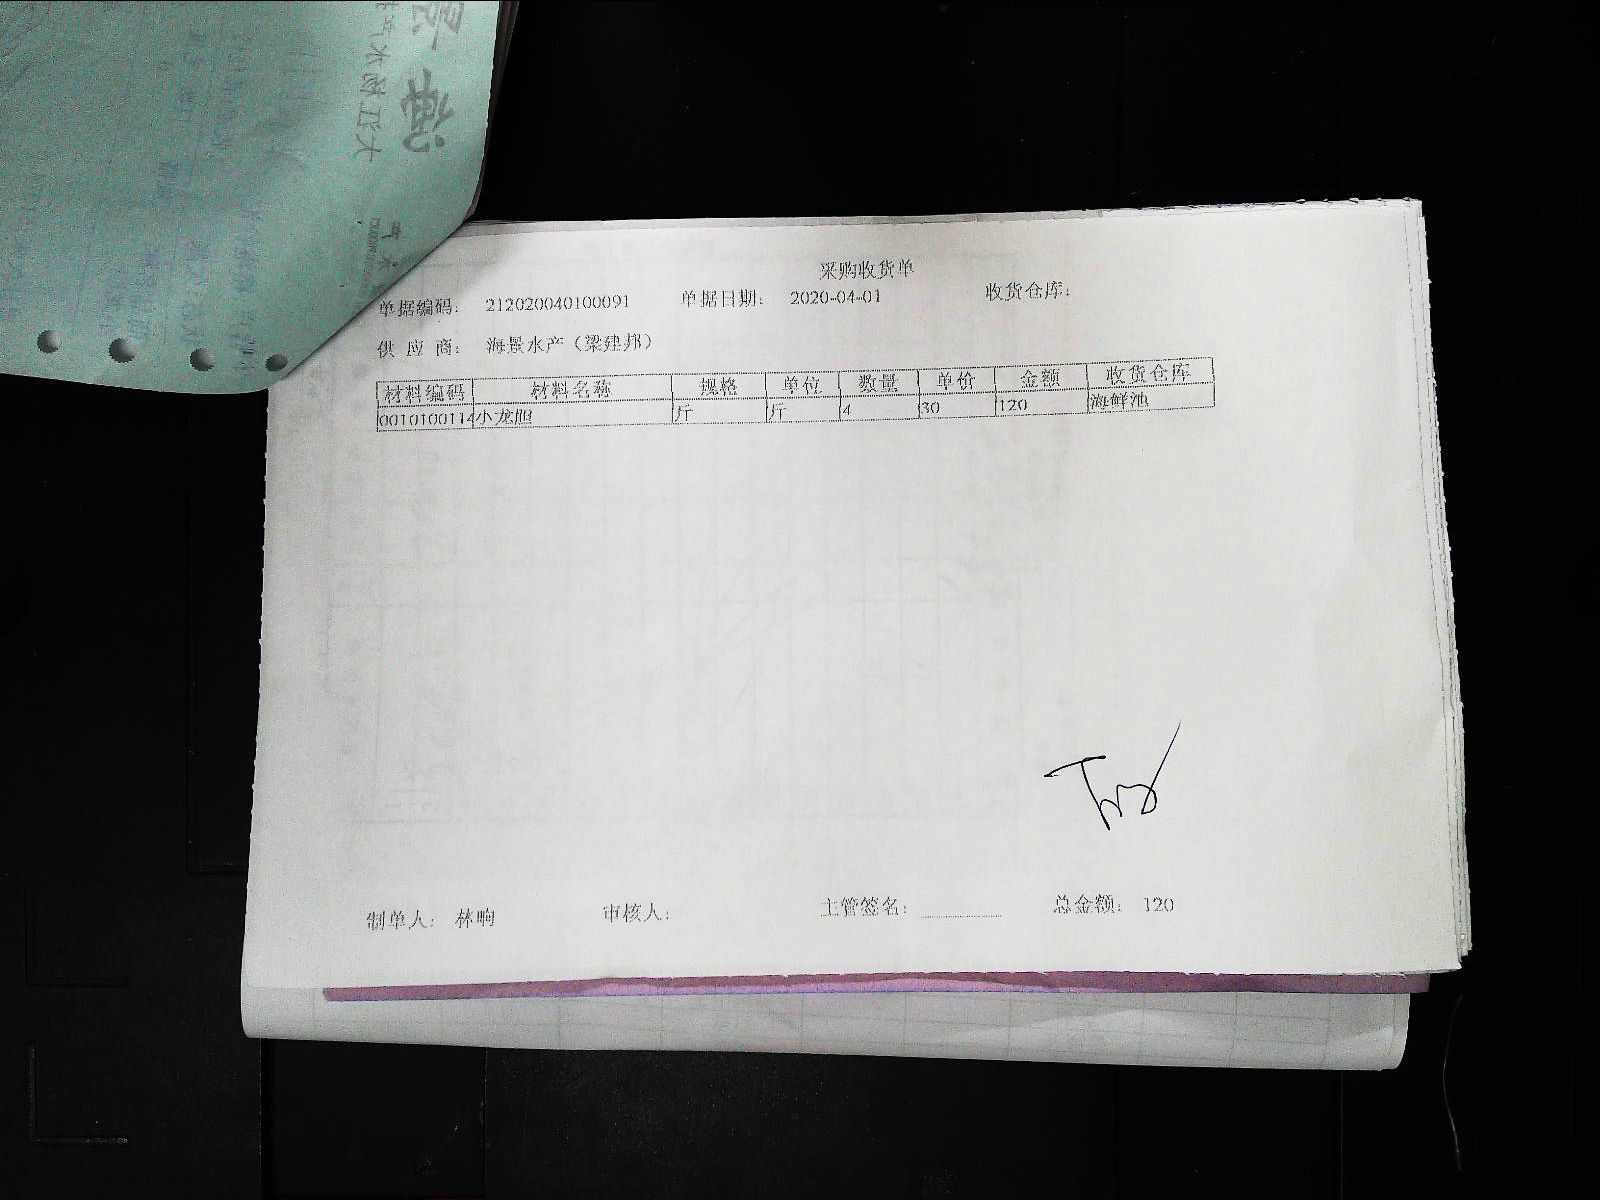 采购收货单
单据编码： 212020040100091 单据日期： 2020-04-01 收货仓库：
供 应 商： 海景水产（梁建邦）
材料编码 材料名称 规格 单位 数量 单价 金额 收货仓库
0010100114 小龙胆 斤 斤 4 30 120 海鲜池
制单人： 林响 审核人： 主管签名： 总金额： 120